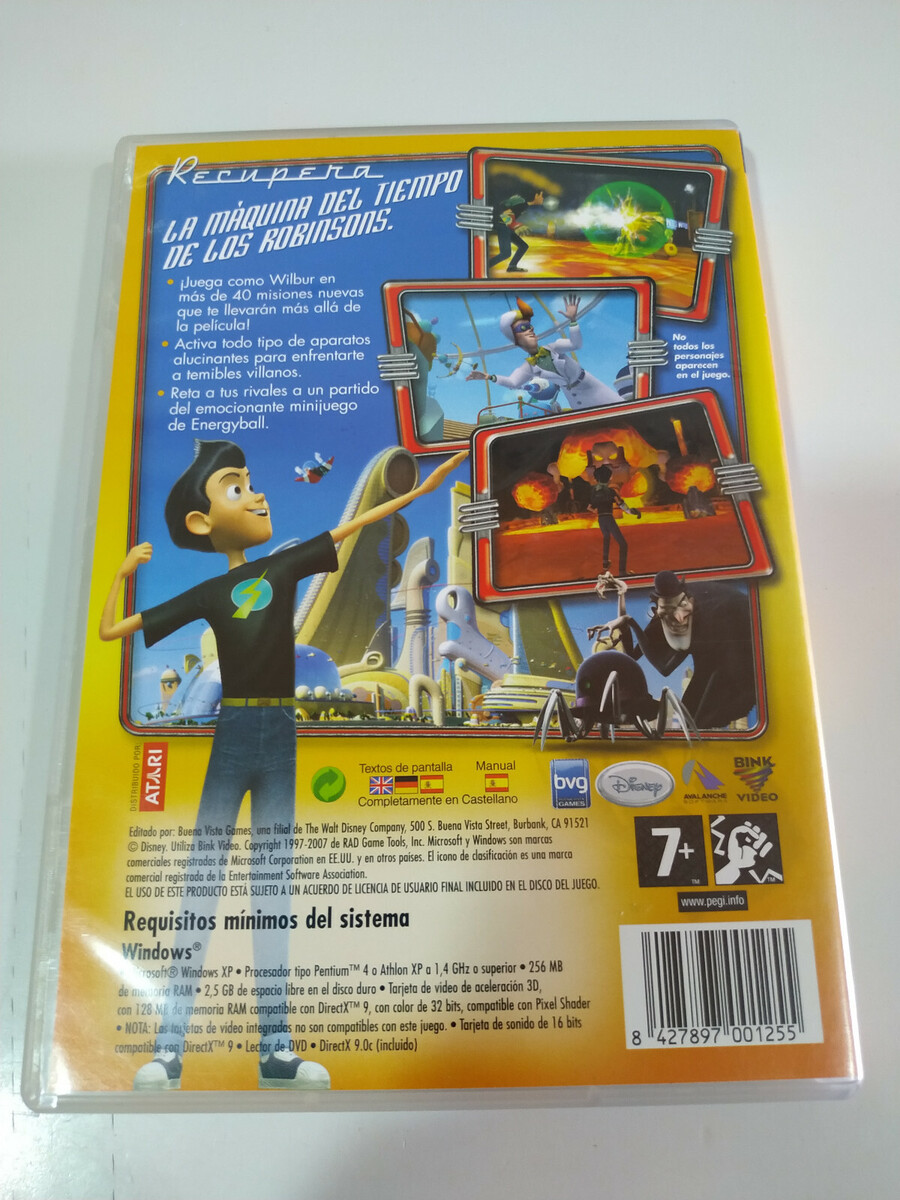 Recupera
LA MÁQUINA DEL TIEMPO
DE LOS ROBINSONS.
• ¡Juega como Wilbur en
más de 40 misiones nuevas
que te llevarán más allá de
la película!
• Activa todo tipo de aparatos
alucinantes para enfrentarte
a temibles villanos.
• Reta a tus rivales a un partido
del emocionante minijuego
de Energyball.
No
todos los
personajes
aparecen
en el juego.
DISTRIBUIDO POR:
ATARI
Textos de pantalla
Manual
Completamente en Castellano
bvg
GAMES
Disney
AVALANCHE
SOFTWARE
BINK
VIDEO
Editado por: Buena Vista Games, una filial de The Walt Disney Company, 500 S. Buena Vista Street, Burbank, CA 91521
© Disney. Utiliza Bink Video. Copyright 1997-2007 de RAD Game Tools, Inc. Microsoft y Windows son marcas
comerciales registradas de Microsoft Corporation en EE.UU. y en otros países. El icono de clasificación es una marca
comercial registrada de la Entertainment Software Association.
EL USO DE ESTE PRODUCTO ESTÁ SUJETO A UN ACUERDO DE LICENCIA DE USUARIO FINAL INCLUIDO EN EL DISCO DEL JUEGO.
7+
TM
TM
www.pegi.info
Requisitos mínimos del sistema
Windows®
• Microsoft® Windows XP • Procesador tipo Pentium™ 4 o Athlon XP a 1,4 GHz o superior • 256 MB
de memoria RAM • 2,5 GB de espacio libre en el disco duro • Tarjeta de video de aceleración 3D,
con 128 MB de memoria RAM compatible con DirectX™ 9, con color de 32 bits, compatible con Pixel Shader
• NOTA: Las tarjetas de video integradas no son compatibles con este juego. • Tarjeta de sonido de 16 bits
compatible con DirectX™ 9 • Lector de DVD • DirectX 9.0c (incluido)
8 427897 001255